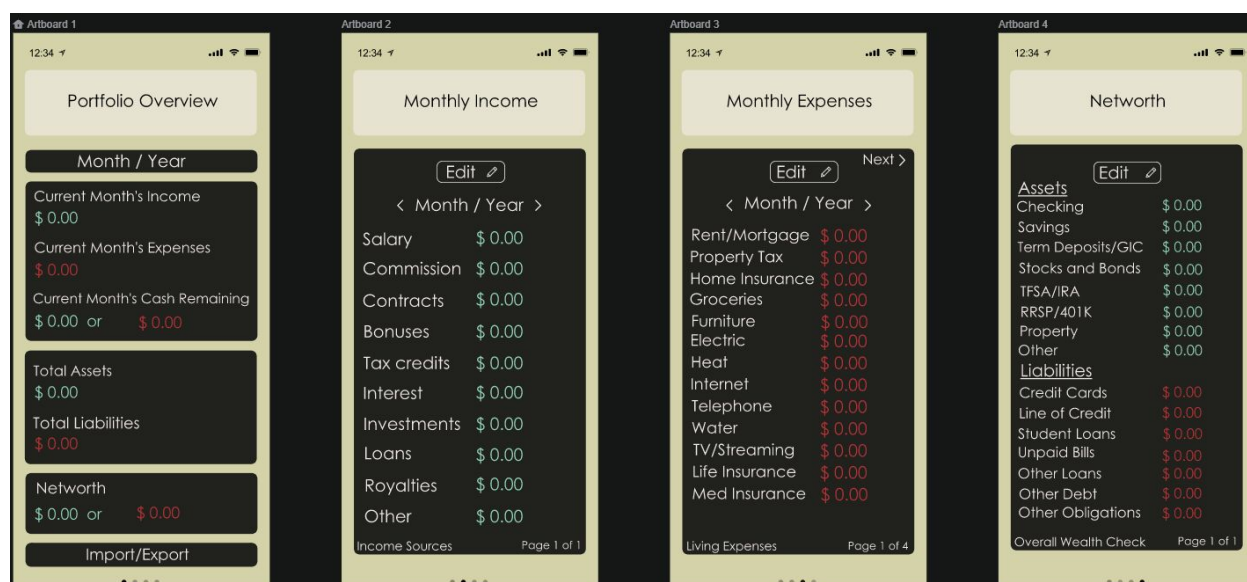 Artboard 1
12:34
Portfolio Overview
Month / Year
Current Month's Income
$ 0.00
Current Month's Expenses
$ 0.00
Current Month's Cash Remaining
$ 0.00 or $ 0.00
Total Assets
$ 0.00
Total Liabilities
$ 0.00
Networth
$ 0.00 or $ 0.00
Import/Export
Artboard 2
12:34
Monthly Income
Edit
< Month / Year >
Salary $ 0.00
Commission $ 0.00
Contracts $ 0.00
Bonuses $ 0.00
Tax credits $ 0.00
Interest $ 0.00
Investments $ 0.00
Loans $ 0.00
Royalties $ 0.00
Other $ 0.00
Income Sources Page 1 of 1
Artboard 3
12:34
Monthly Expenses
Next >
Edit
< Month / Year >
Rent/Mortgage $ 0.00
Property Tax $ 0.00
Home Insurance $ 0.00
Groceries $ 0.00
Furniture $ 0.00
Electric $ 0.00
Heat $ 0.00
Internet $ 0.00
Telephone $ 0.00
Water $ 0.00
TV/Streaming $ 0.00
Life Insurance $ 0.00
Med Insurance $ 0.00
Living Expenses Page 1 of 4
Artboard 4
12:34
Networth
Edit
Assets
Checking $ 0.00
Savings $ 0.00
Term Deposits/GIC $ 0.00
Stocks and Bonds $ 0.00
TFSA/IRA $ 0.00
RRSP/401K $ 0.00
Property $ 0.00
Other $ 0.00
Liabilities
Credit Cards $ 0.00
Line of Credit $ 0.00
Student Loans $ 0.00
Unpaid Bills $ 0.00
Other Loans $ 0.00
Other Debt $ 0.00
Other Obligations $ 0.00
Overall Wealth Check Page 1 of 1